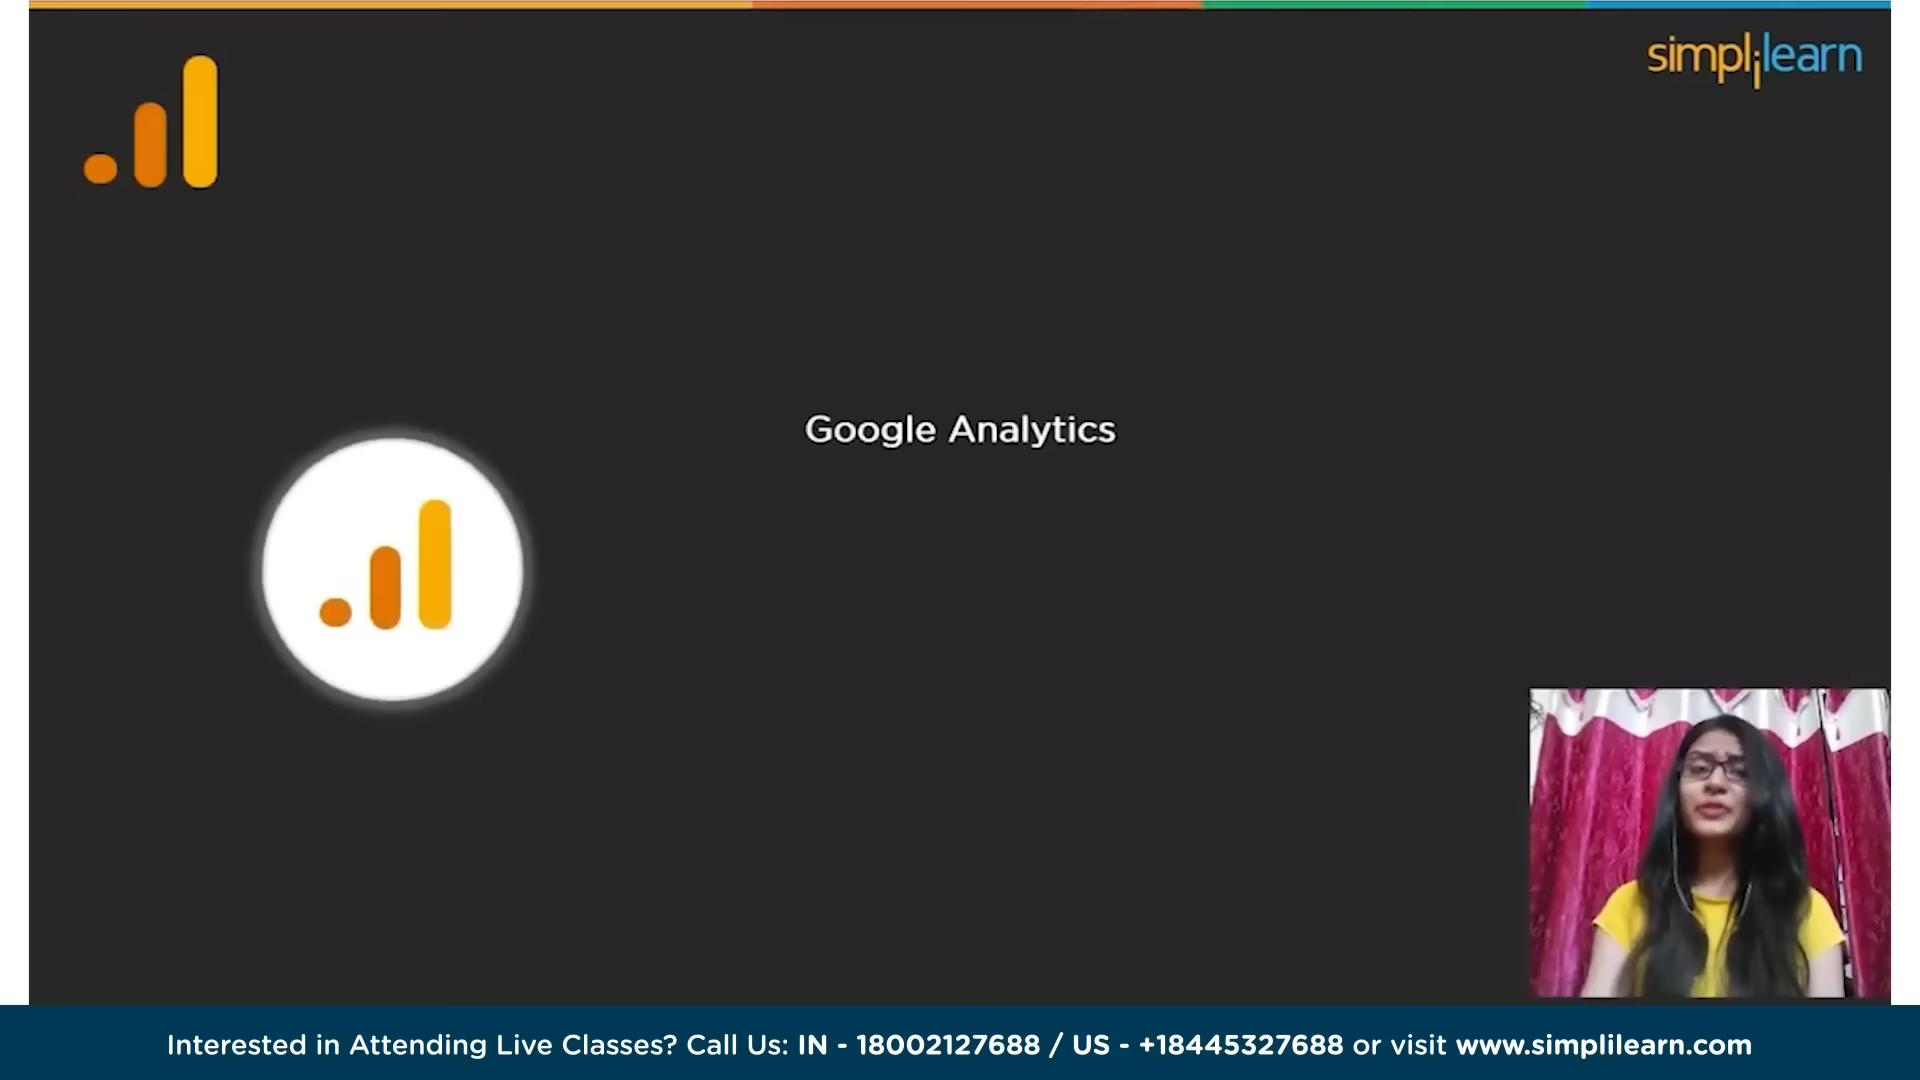 simplilearn
Google Analytics
Interested in Attending Live Classes? Call Us: IN - 18002127688 / US - +18445327688 or visit www.simplilearn.com